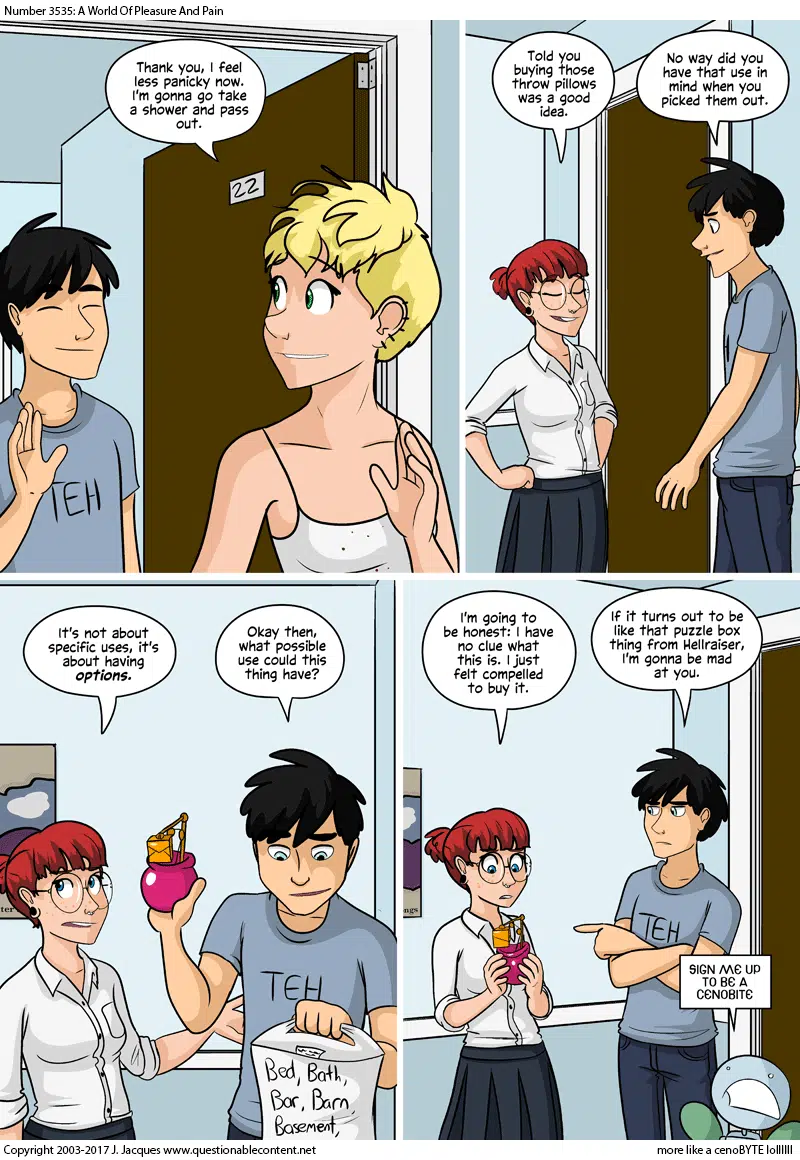 Number 3535: A World Of Pleasure And Pain
Thank you, I feel
less panicky now.
I'm gonna go take
a shower and pass
out.
22
TEH
Told you
buying those
throw pillows
was a good
idea.
No way did you
have that use in
mind when you
picked them out.
It's not about
specific uses, it's
about having
options.
Okay then,
what possible
use could this
thing have?
TEH
Bed, Bath,
Bar, Barn,
Basement,
I'm going to
be honest: I have
no clue what
this is. I just
felt compelled
to buy it.
If it turns out to be
like that puzzle box
thing from Hellraiser,
I'm gonna be mad
at you.
TEH
SIGN ME UP
TO BE A
CENOBITE
Copyright 2003-2017 J. Jacques www.questionablecontent.net
more like a cenoBYTE lolllllll